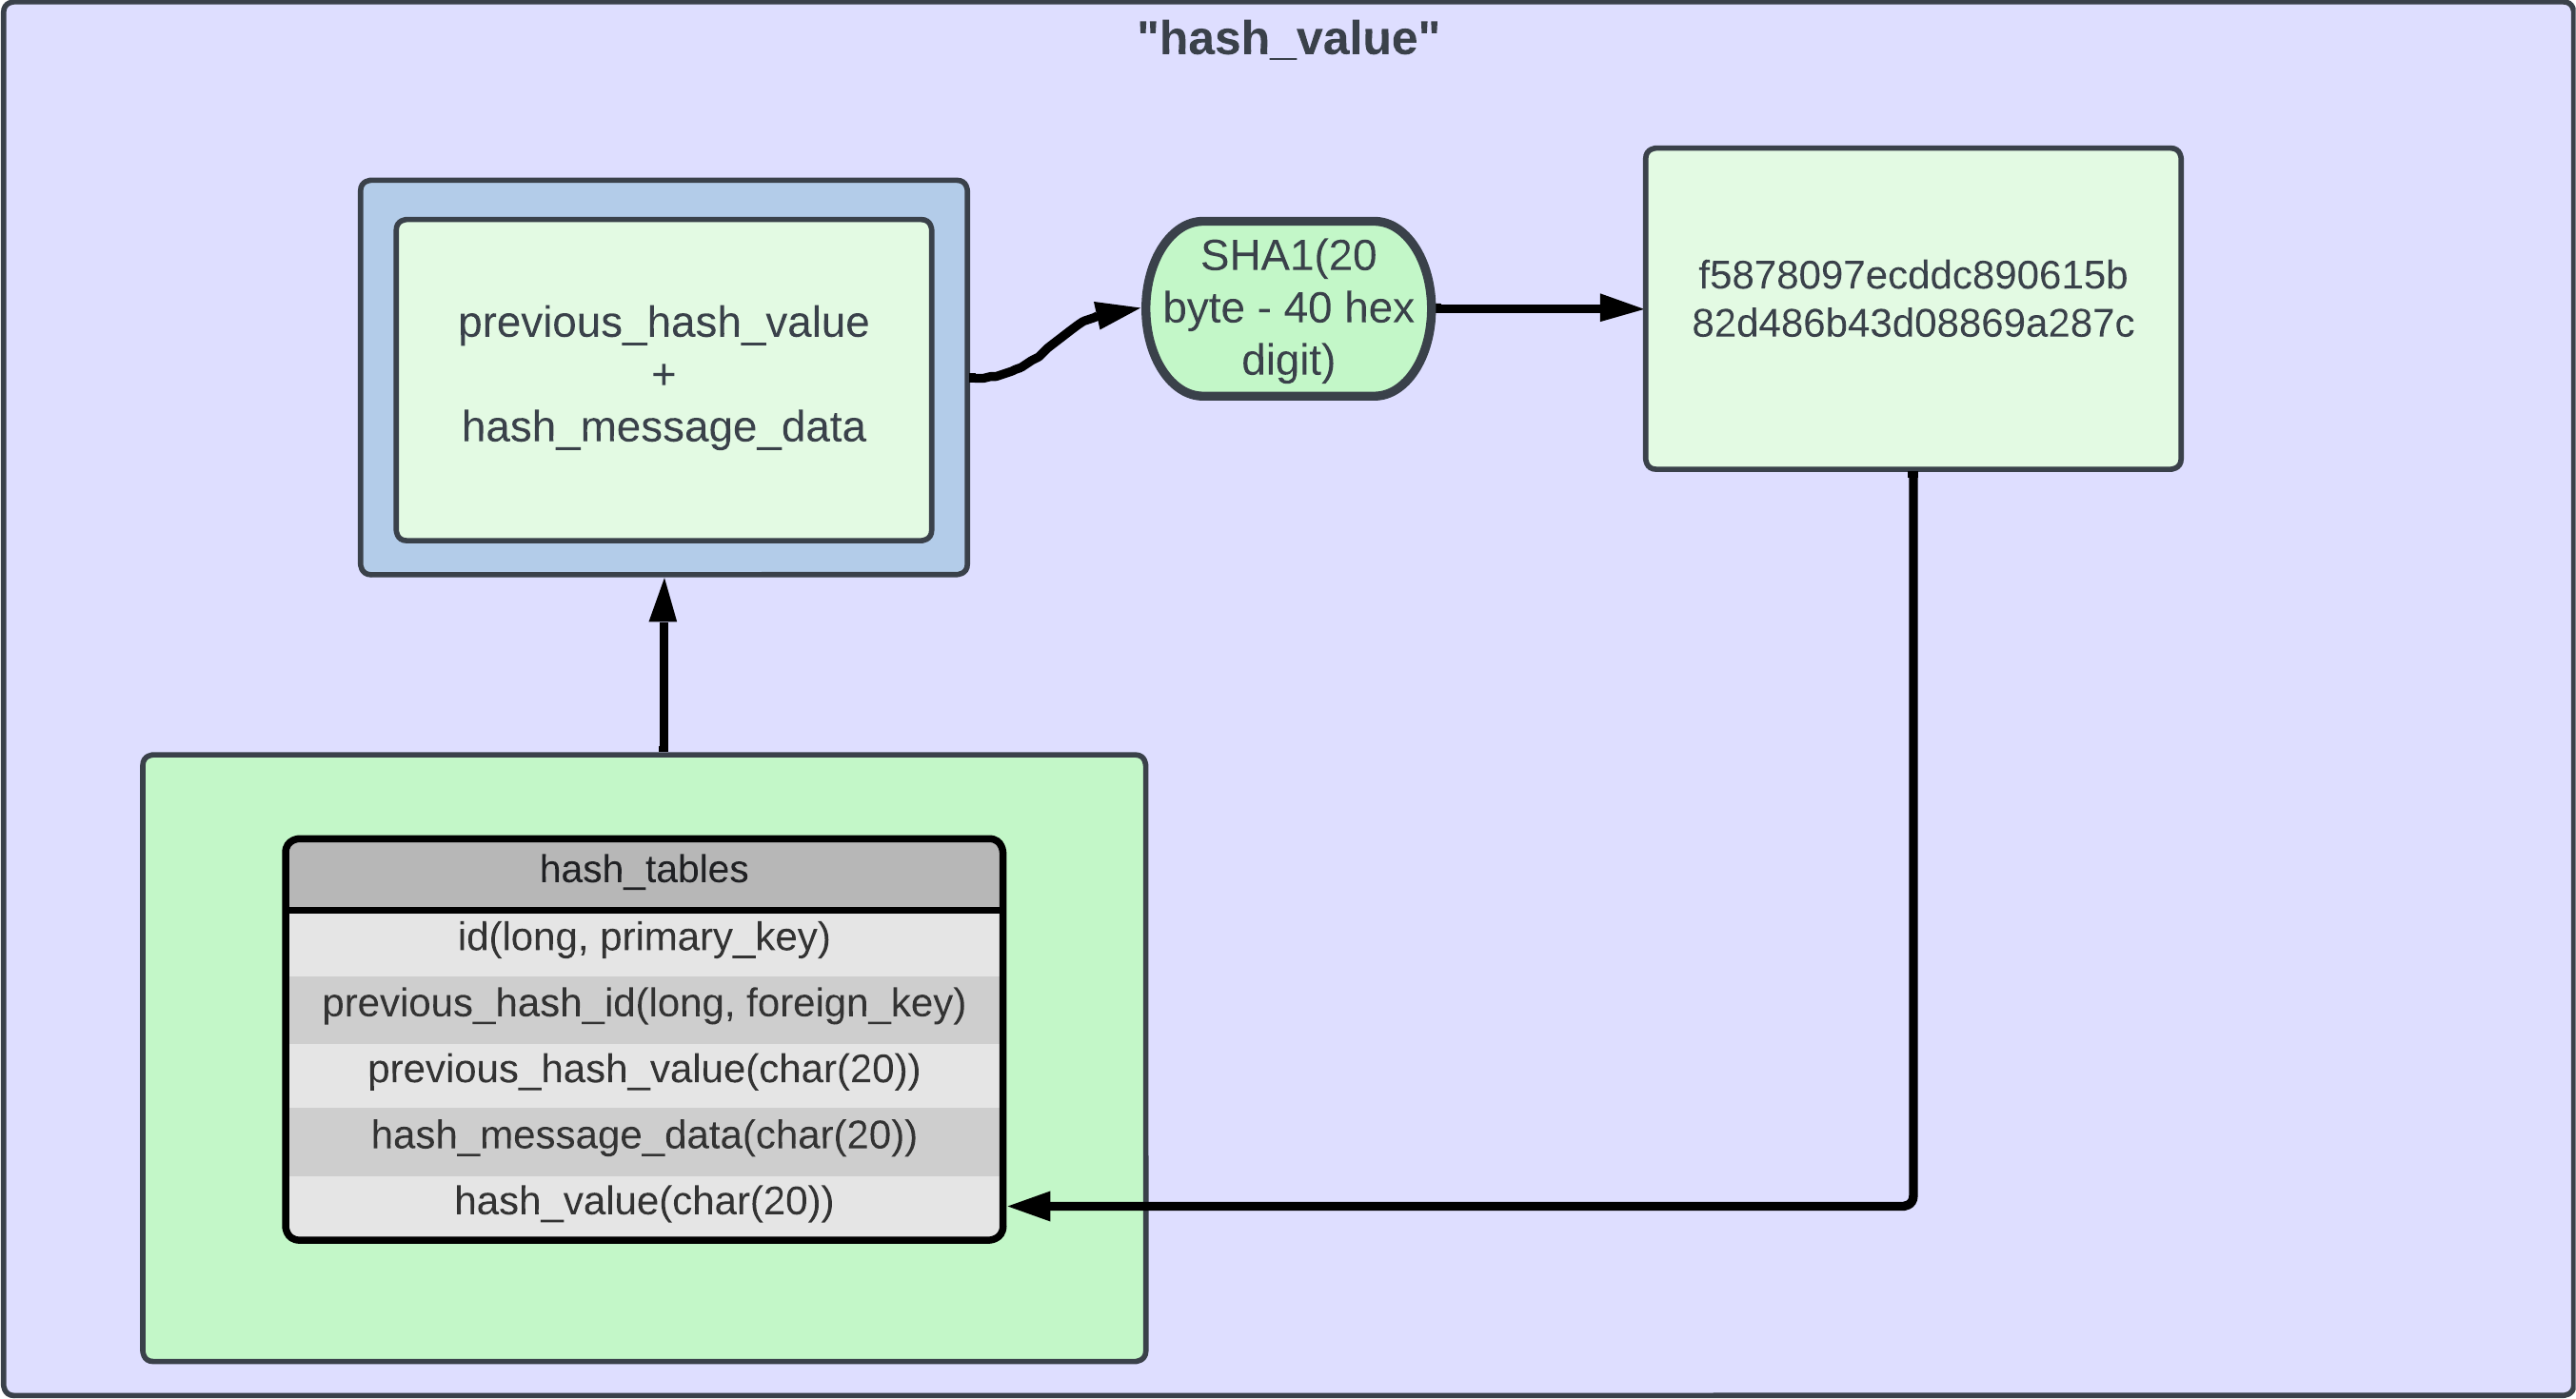 "hash_value"
previous_hash_value
+
hash_message_data
SHA1(20
byte - 40 hex
digit)
f5878097ecddc890615b
82d486b43d08869a287c
hash_tables
id(long, primary_key)
previous_hash_id(long, foreign_key)
previous_hash_value(char(20))
hash_message_data(char(20))
hash_value(char(20))